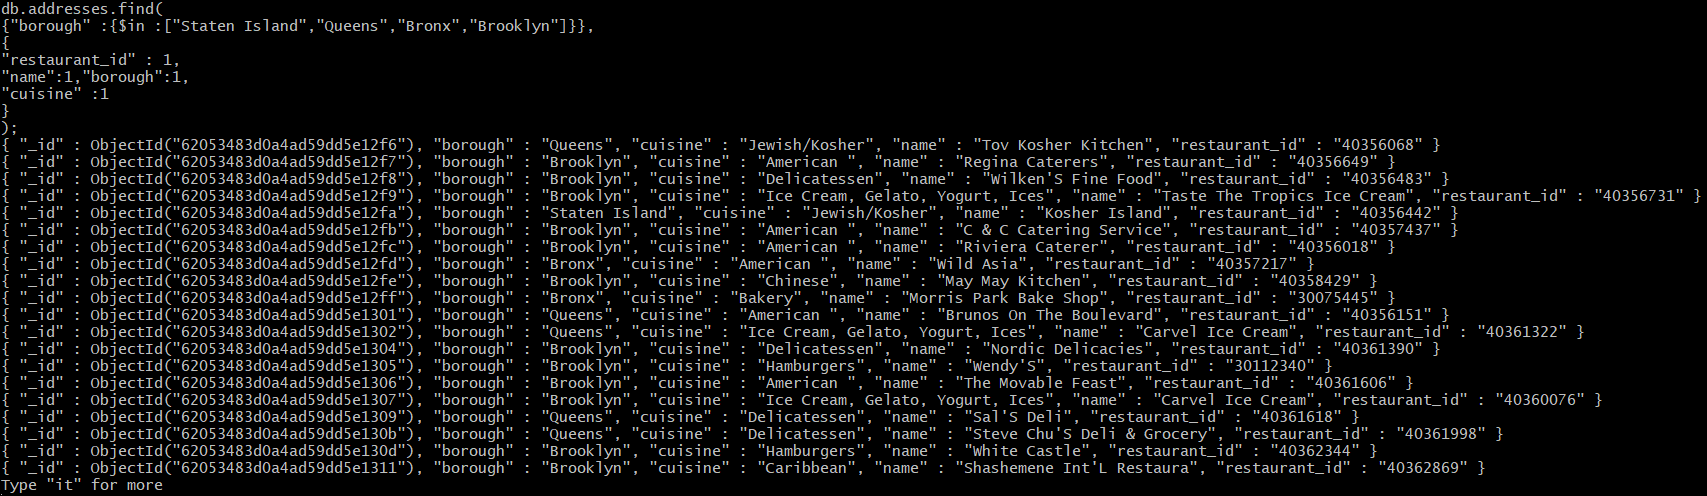 db.addresses.find(
{"borough" :{$in :["Staten Island","Queens","Bronx","Brooklyn"]}},
{
"restaurant_id" : 1,
"name":1,"borough":1,
"cuisine" :1
}
);
{ "_id" : ObjectId("62053483d0a4ad59dd5e12f6"), "borough" : "Queens", "cuisine" : "Jewish/Kosher", "name" : "Tov Kosher Kitchen", "restaurant_id" : "40356068" }
{ "_id" : ObjectId("62053483d0a4ad59dd5e12f7"), "borough" : "Brooklyn", "cuisine" : "American ", "name" : "Regina Caterers", "restaurant_id" : "40356649" }
{ "_id" : ObjectId("62053483d0a4ad59dd5e12f8"), "borough" : "Brooklyn", "cuisine" : "Delicatessen", "name" : "Wilken'S Fine Food", "restaurant_id" : "40356483" }
{ "_id" : ObjectId("62053483d0a4ad59dd5e12f9"), "borough" : "Brooklyn", "cuisine" : "Ice Cream, Gelato, Yogurt, Ices", "name" : "Taste The Tropics Ice Cream", "restaurant_id" : "40356731" }
{ "_id" : ObjectId("62053483d0a4ad59dd5e12fa"), "borough" : "Staten Island", "cuisine" : "Jewish/Kosher", "name" : "Kosher Island", "restaurant_id" : "40356442" }
{ "_id" : ObjectId("62053483d0a4ad59dd5e12fb"), "borough" : "Brooklyn", "cuisine" : "American ", "name" : "C & C Catering Service", "restaurant_id" : "40357437" }
{ "_id" : ObjectId("62053483d0a4ad59dd5e12fc"), "borough" : "Brooklyn", "cuisine" : "American ", "name" : "Riviera Caterer", "restaurant_id" : "40356018" }
{ "_id" : ObjectId("62053483d0a4ad59dd5e12fd"), "borough" : "Bronx", "cuisine" : "American ", "name" : "Wild Asia", "restaurant_id" : "40357217" }
{ "_id" : ObjectId("62053483d0a4ad59dd5e12fe"), "borough" : "Brooklyn", "cuisine" : "Chinese", "name" : "May May Kitchen", "restaurant_id" : "40358429" }
{ "_id" : ObjectId("62053483d0a4ad59dd5e12ff"), "borough" : "Bronx", "cuisine" : "Bakery", "name" : "Morris Park Bake Shop", "restaurant_id" : "30075445" }
{ "_id" : ObjectId("62053483d0a4ad59dd5e1301"), "borough" : "Queens", "cuisine" : "American ", "name" : "Brunos On The Boulevard", "restaurant_id" : "40356151" }
{ "_id" : ObjectId("62053483d0a4ad59dd5e1302"), "borough" : "Queens", "cuisine" : "Ice Cream, Gelato, Yogurt, Ices", "name" : "Carvel Ice Cream", "restaurant_id" : "40361322" }
{ "_id" : ObjectId("62053483d0a4ad59dd5e1304"), "borough" : "Brooklyn", "cuisine" : "Delicatessen", "name" : "Nordic Delicacies", "restaurant_id" : "40361390" }
{ "_id" : ObjectId("62053483d0a4ad59dd5e1305"), "borough" : "Brooklyn", "cuisine" : "Hamburgers", "name" : "Wendy'S", "restaurant_id" : "30112340" }
{ "_id" : ObjectId("62053483d0a4ad59dd5e1306"), "borough" : "Brooklyn", "cuisine" : "American ", "name" : "The Movable Feast", "restaurant_id" : "40361606" }
{ "_id" : ObjectId("62053483d0a4ad59dd5e1307"), "borough" : "Brooklyn", "cuisine" : "Ice Cream, Gelato, Yogurt, Ices", "name" : "Carvel Ice Cream", "restaurant_id" : "40360076" }
{ "_id" : ObjectId("62053483d0a4ad59dd5e1309"), "borough" : "Queens", "cuisine" : "Delicatessen", "name" : "Sal'S Deli", "restaurant_id" : "40361618" }
{ "_id" : ObjectId("62053483d0a4ad59dd5e130b"), "borough" : "Queens", "cuisine" : "Delicatessen", "name" : "Steve Chu'S Deli & Grocery", "restaurant_id" : "40361998" }
{ "_id" : ObjectId("62053483d0a4ad59dd5e130d"), "borough" : "Brooklyn", "cuisine" : "Hamburgers", "name" : "White Castle", "restaurant_id" : "40362344" }
{ "_id" : ObjectId("62053483d0a4ad59dd5e1311"), "borough" : "Brooklyn", "cuisine" : "Caribbean", "name" : "Shashemene Int'L Restaura", "restaurant_id" : "40362869" }
Type "it" for more